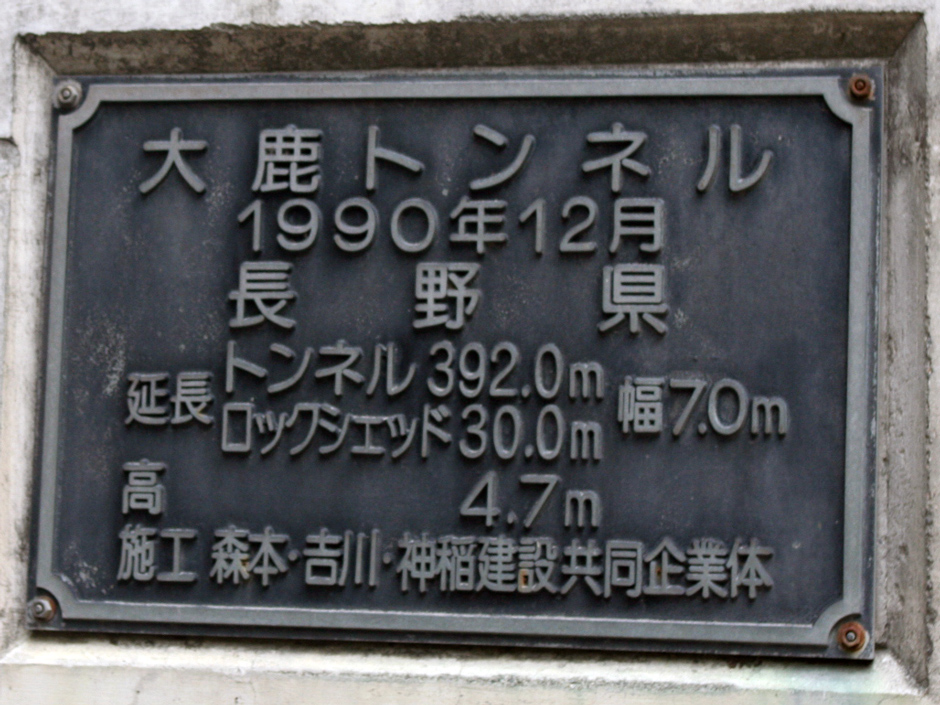 大鹿トンネル
1990年12月
長野県
延長 トンネル 392.0m 幅 7.0m
ロックシェッド 30.0m
高 4.7m
施工 森本・吉川・神稲建設共同企業体